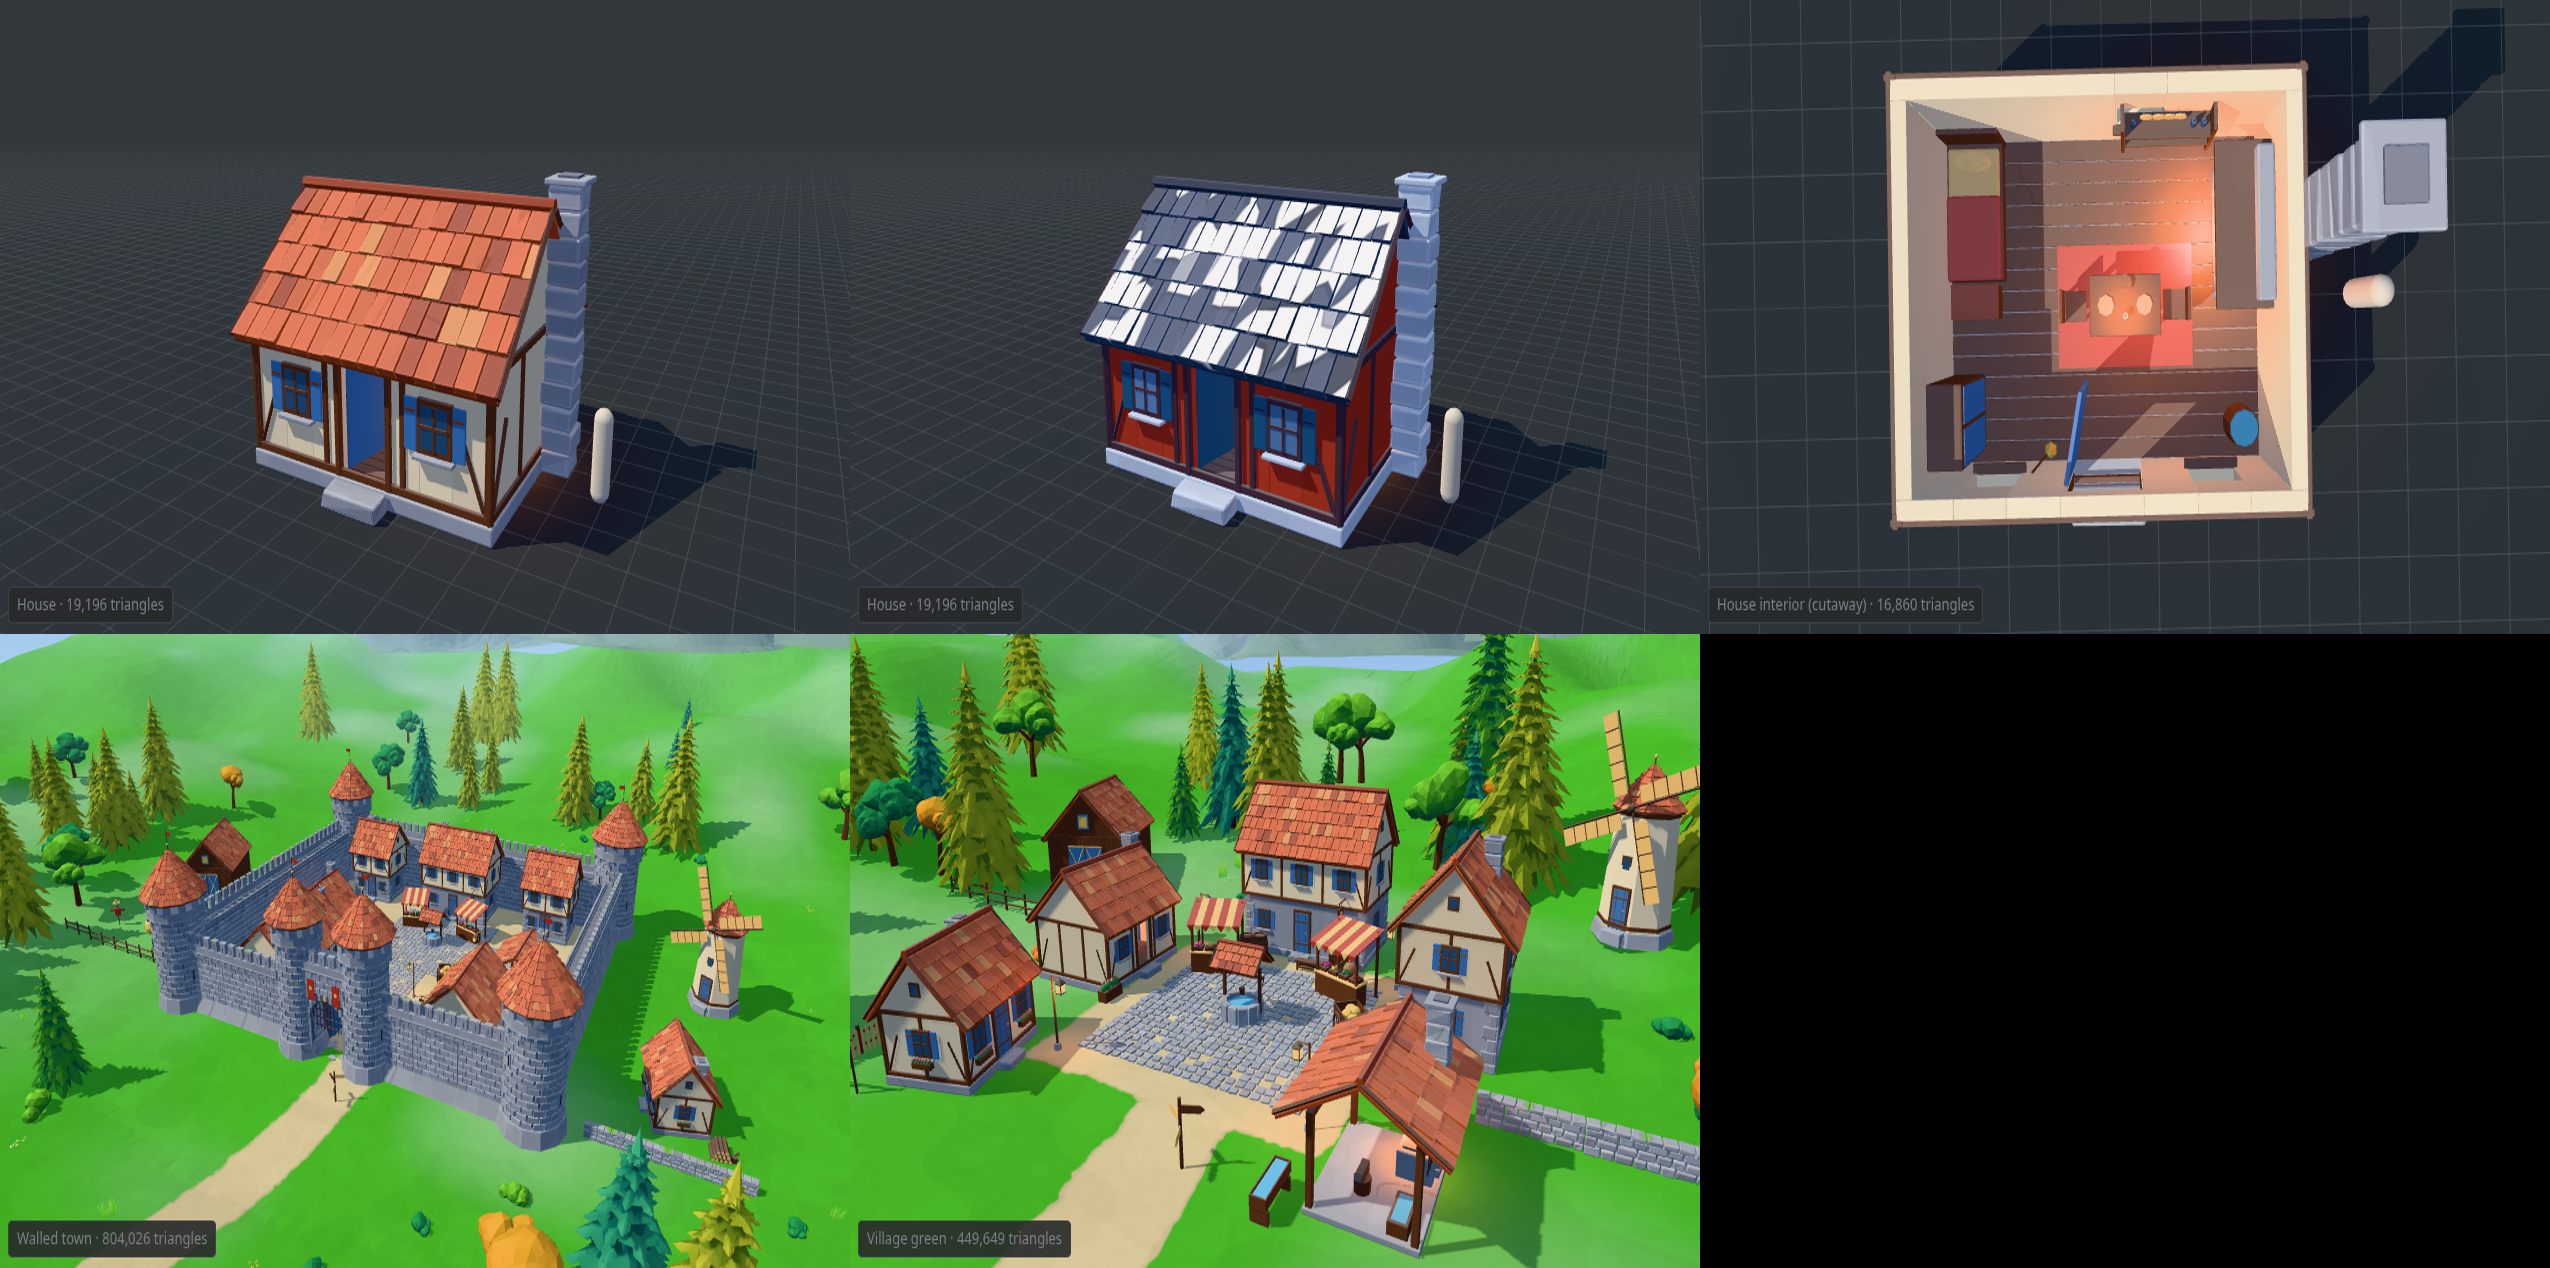 House · 19,196 triangles
House · 19,196 triangles
House interior (cutaway) · 16,860 triangles
Walled town · 804,026 triangles
Village green · 449,649 triangles